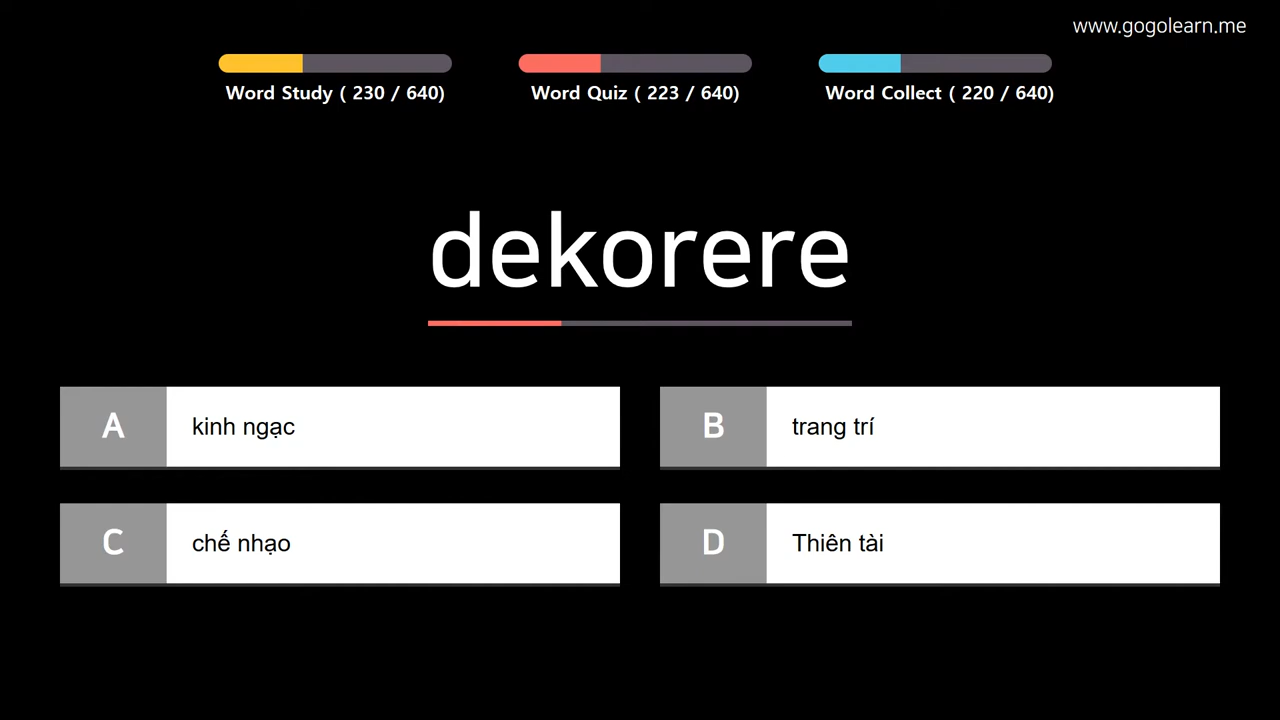 www.gogolearn.me
Word Study ( 230 / 640)
Word Quiz ( 223 / 640)
Word Collect ( 220 / 640)
dekorere
A kinh ngạc
B trang trí
C chế nhạo
D Thiên tài